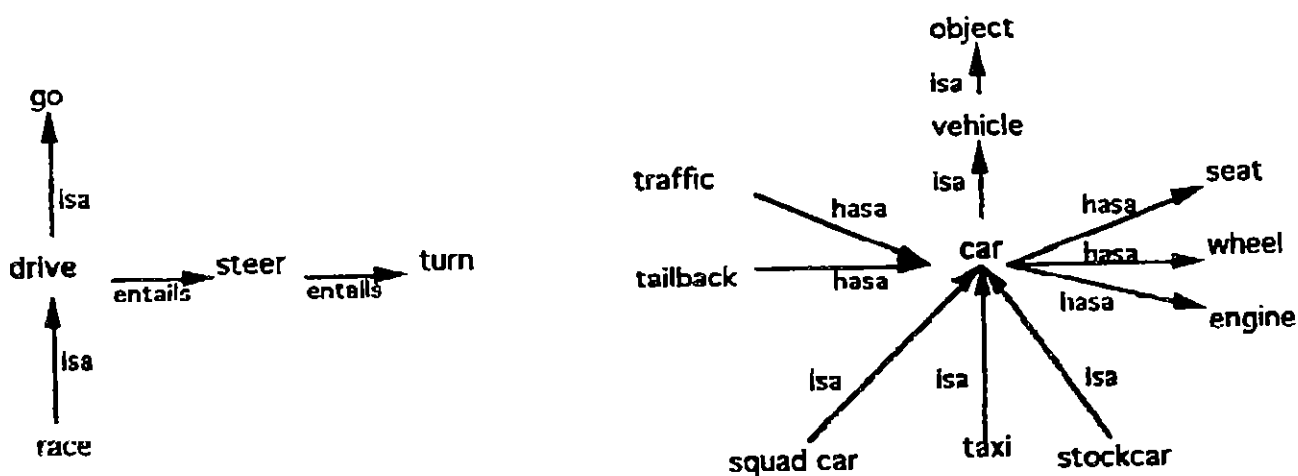 go
isa
drive
entails
steer
entails
turn
isa
race
object
isa
vehicle
isa
traffic
hasa
tailback
hasa
car
hasa
seat
hasa
wheel
hasa
engine
isa
isa
isa
squad car
taxi
stockcar